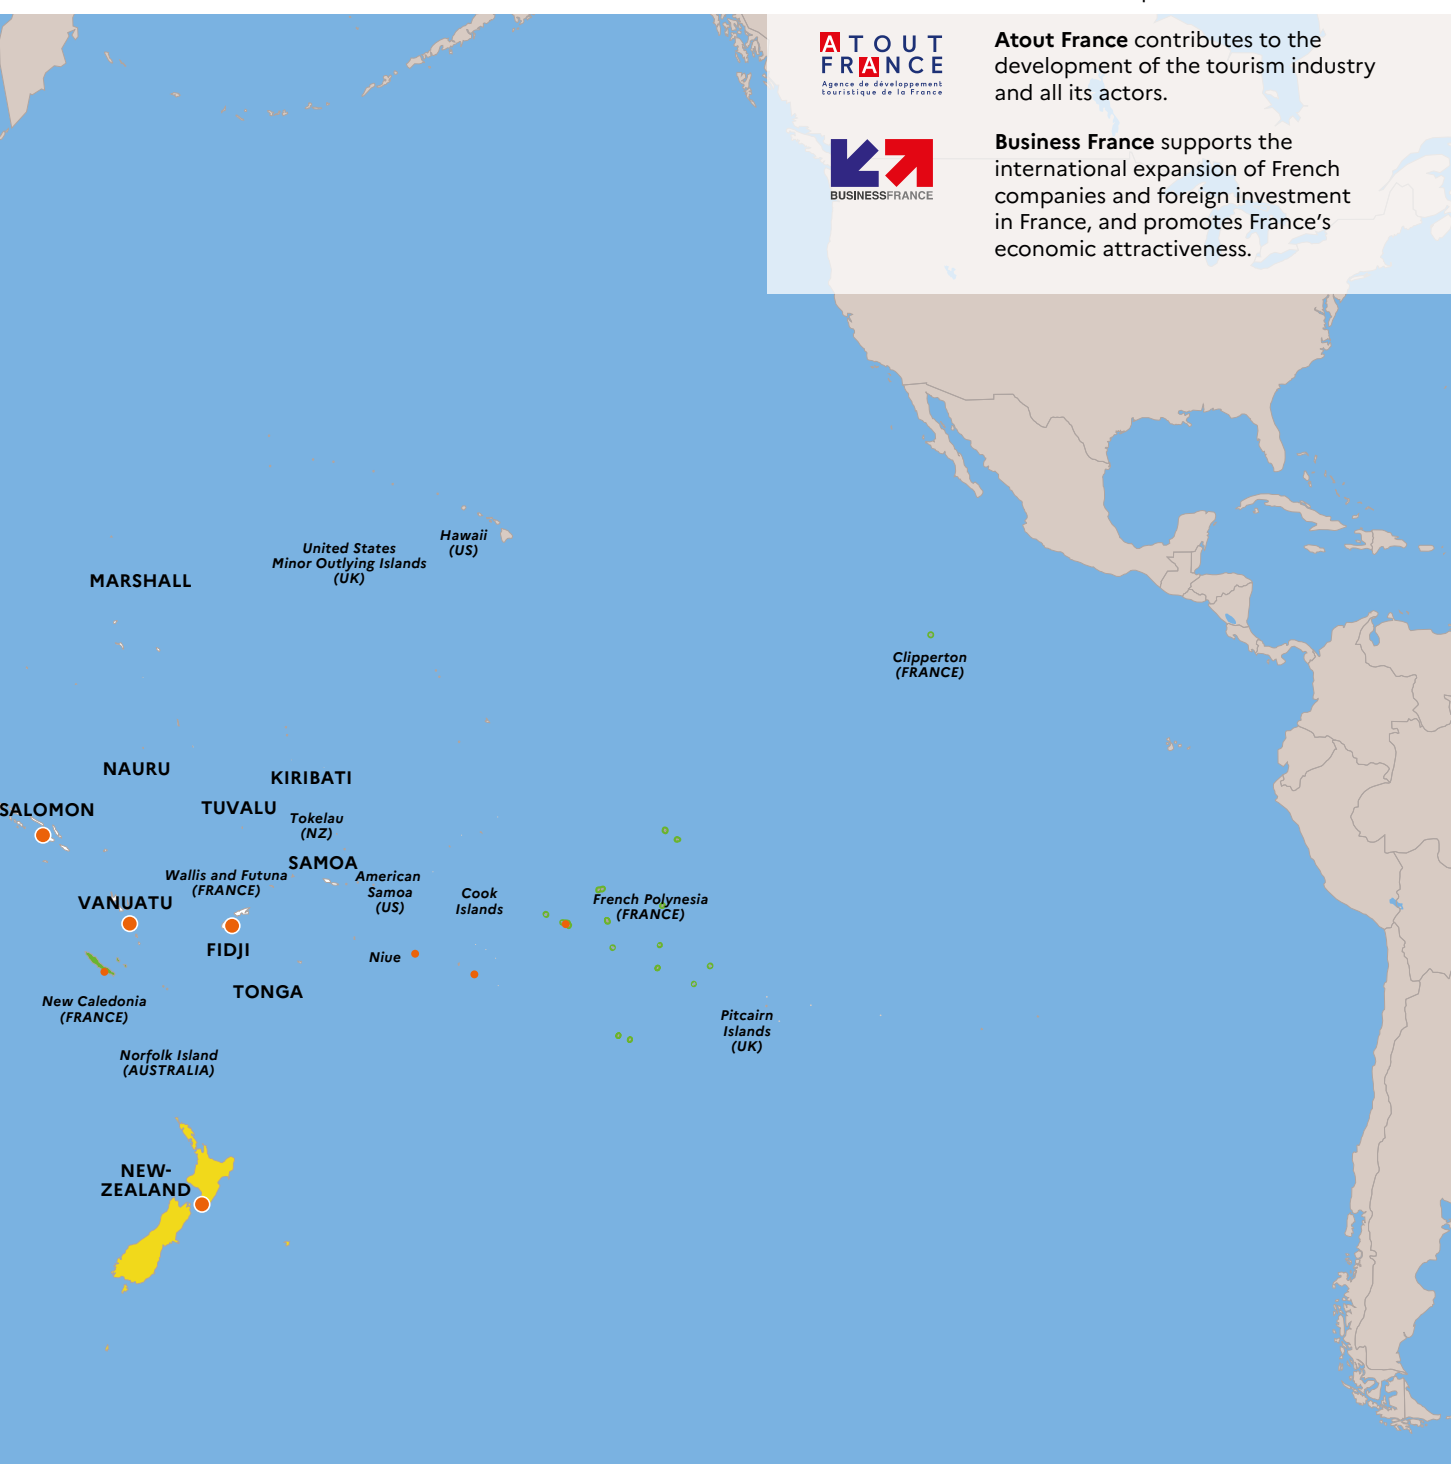 ATOUT
FRANCE
Agence de développement
touristique de la France
Atout France contributes to the
development of the tourism industry
and all its actors.
BUSINESSFRANCE
Business France supports the
international expansion of French
companies and foreign investment
in France, and promotes France's
economic attractiveness.
Hawaii
(US)
United States
Minor Outlying Islands
(UK)
MARSHALL
Clipperton
(FRANCE)
NAURU
KIRIBATI
SALOMON
TUVALU
Tokelau
(NZ)
SAMOA
Wallis and Futuna
(FRANCE)
American
Samoa
(US)
Cook
Islands
French Polynesia
(FRANCE)
VANUATU
FIDJI
Niue
TONGA
New Caledonia
(FRANCE)
Pitcairn
Islands
(UK)
Norfolk Island
(AUSTRALIA)
NEW-
ZEALAND